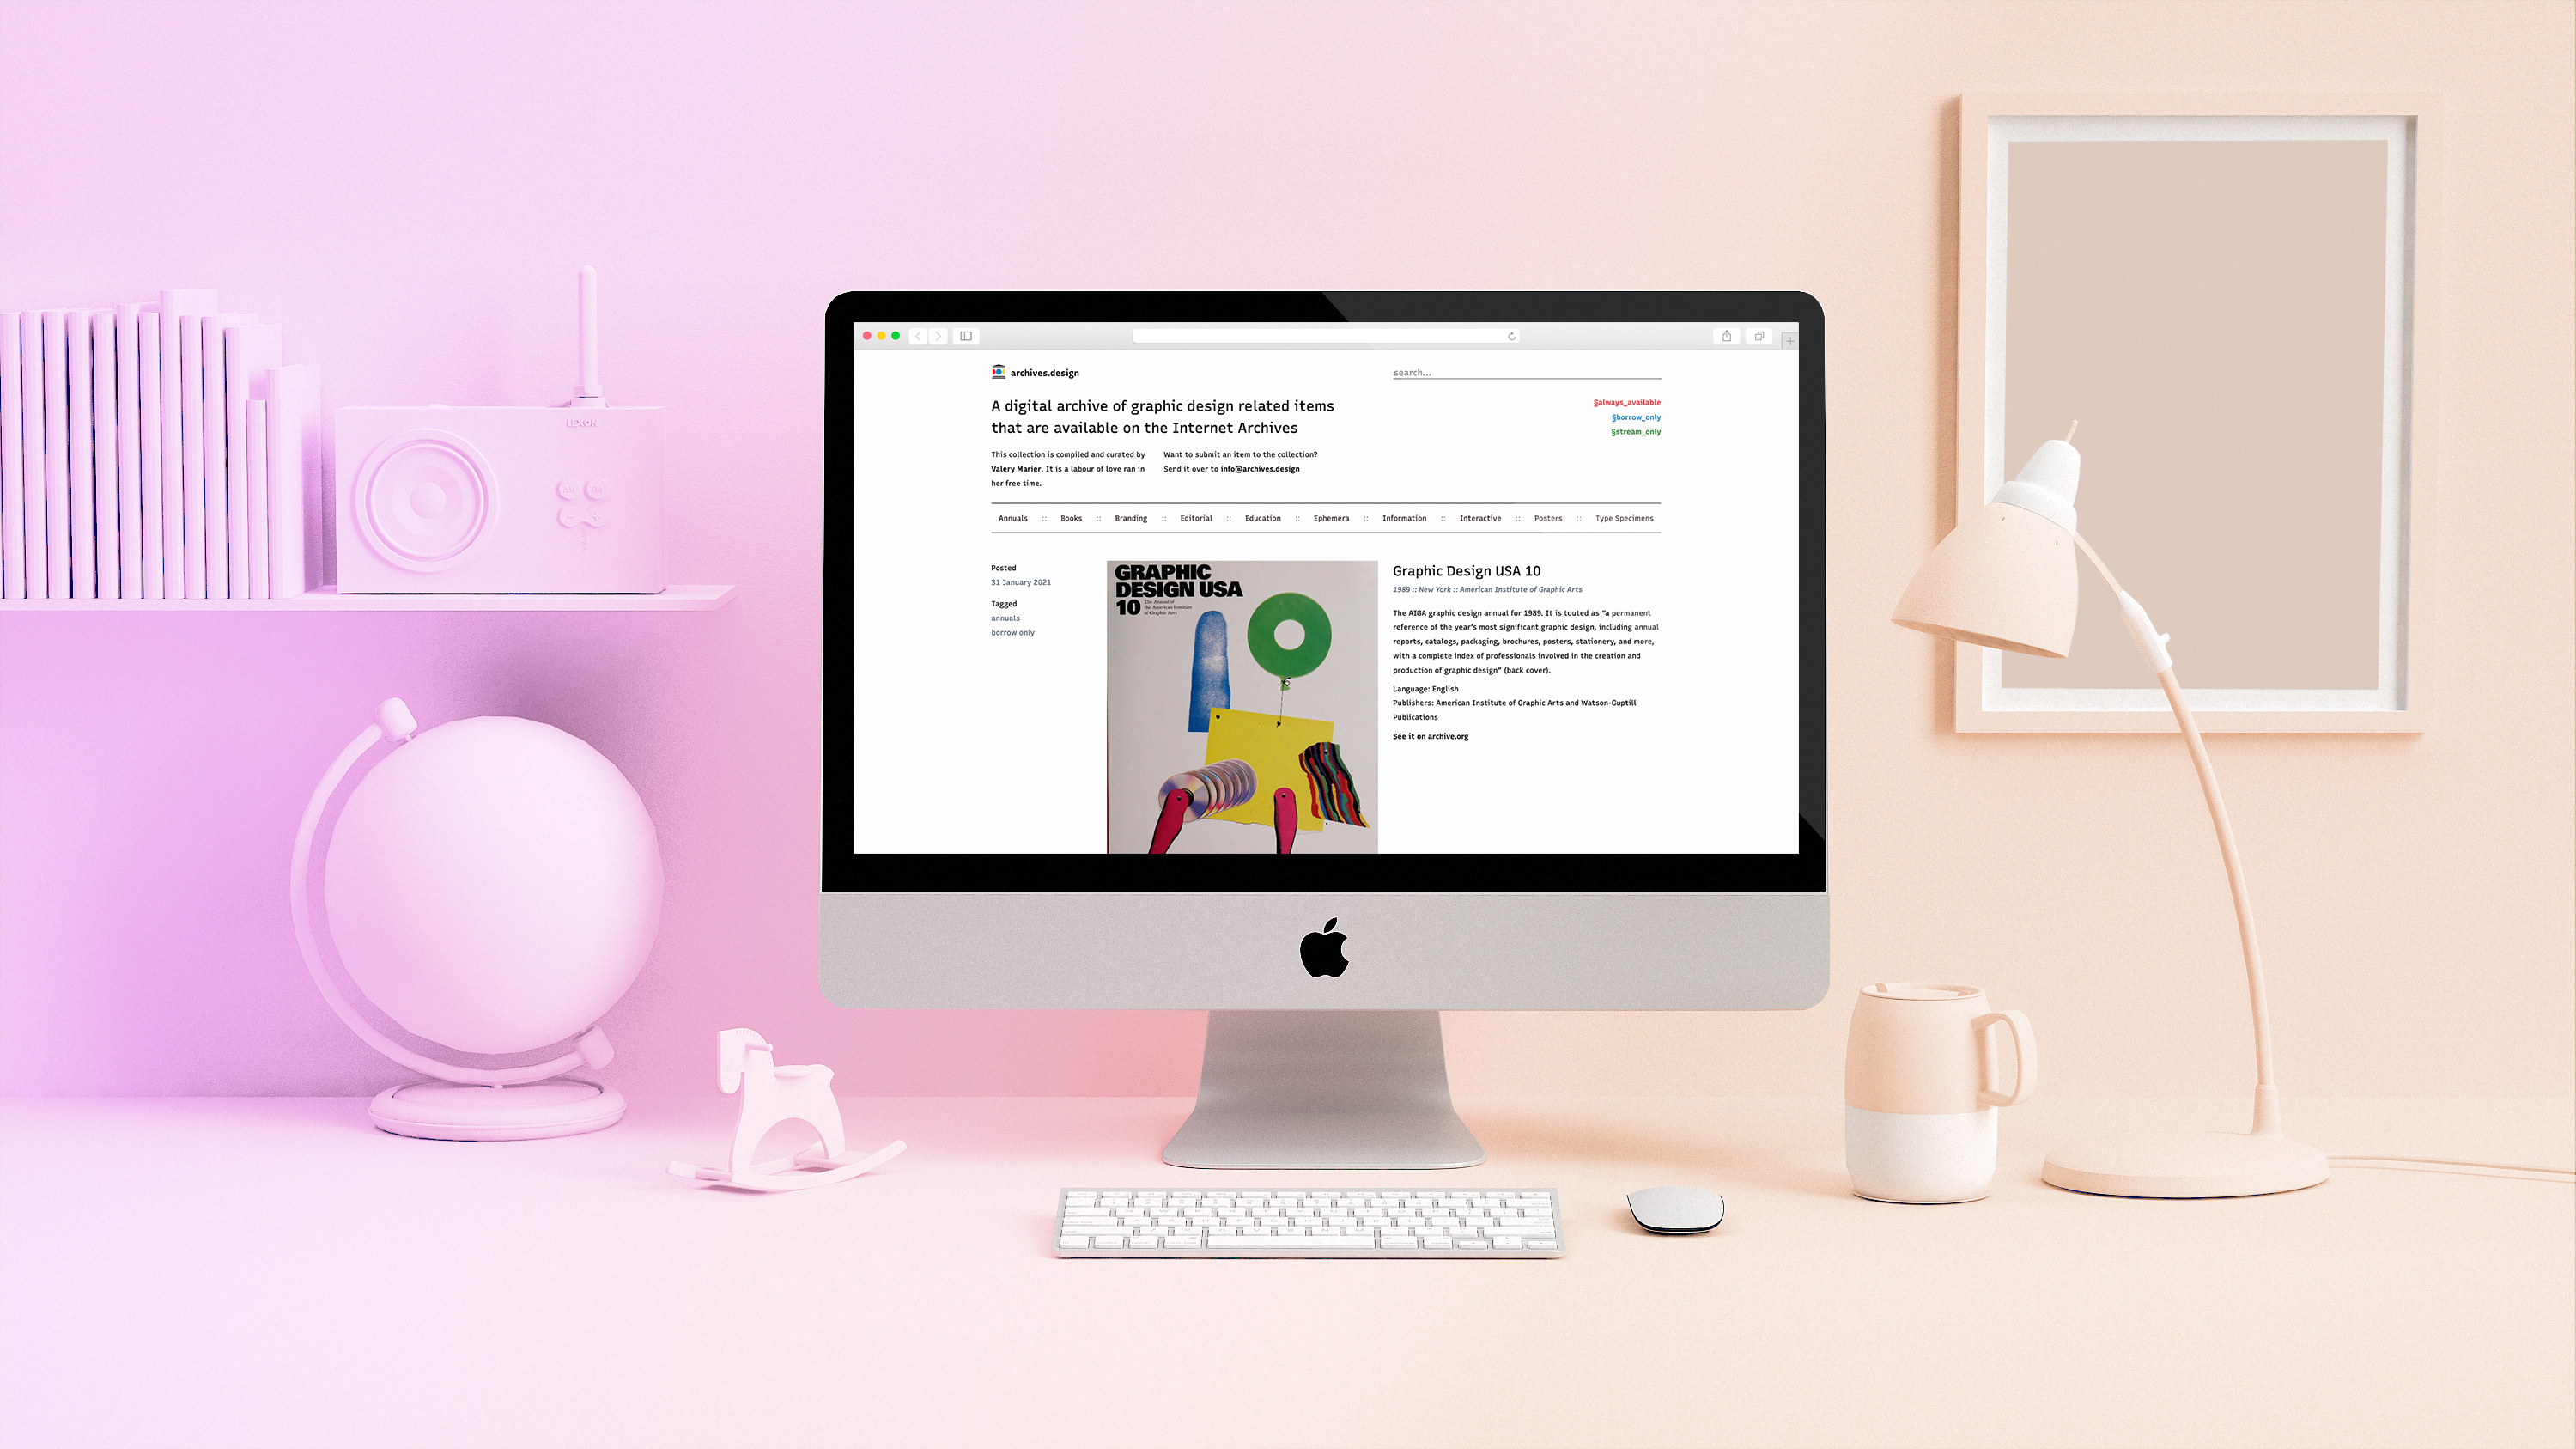 LEXON
archives.design
search...
A digital archive of graphic design related items
that are available on the Internet Archives
§always_available
§borrow_only
§stream_only
This collection is compiled and curated by
Valery Marier. It is a labour of love ran in
her free time.
Want to submit an item to the collection?
Send it over to info@archives.design
Annuals :: Books :: Branding :: Editorial :: Education :: Ephemera :: Information :: Interactive :: Posters :: Type Specimens
Posted
31 January 2021
Tagged
annuals
borrow only
GRAPHIC
DESIGN USA
10
The Annual of
the American Institute
of Graphic Arts
Graphic Design USA 10
1989 :: New York :: American Institute of Graphic Arts
The AIGA graphic design annual for 1989. It is touted as “a permanent
reference of the year’s most significant graphic design, including annual
reports, catalogs, packaging, brochures, posters, stationery, and more,
with a complete index of professionals involved in the creation and
production of graphic design” (back cover).
Language: English
Publishers: American Institute of Graphic Arts and Watson-Guptill
Publications
See it on archive.org